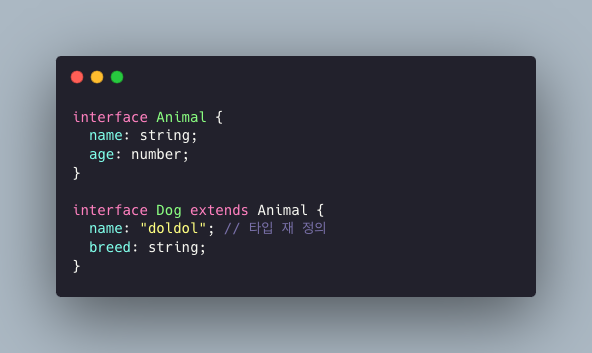 interface Animal {
  name: string;
  age: number;
}

interface Dog extends Animal {
  name: "doldol"; // 타입 재 정의
  breed: string;
}